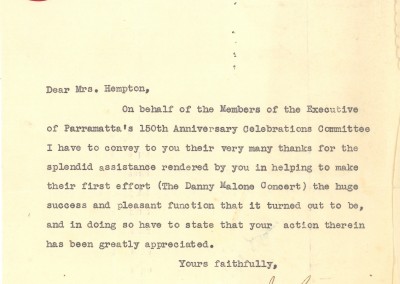 Dear Mrs. Hempton,
On behalf of the Members of the Executive
of Parramatta's 150th Anniversary Celebrations Committee
I have to convey to you their very many thanks for the
splendid assistance rendered by you in helping to make
their first effort (The Danny Malone Concert) the huge
success and pleasant function that it turned out to be,
and in doing so have to state that your action therein
has been greatly appreciated.
Yours faithfully,